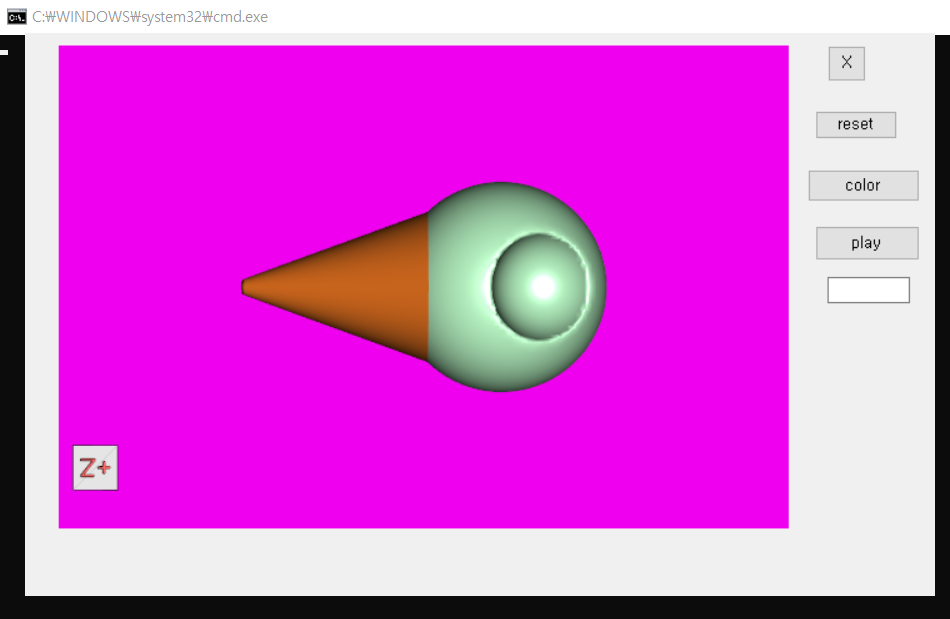 C:₩WINDOWS₩system32₩cmd.exe
X
reset
color
play
Z+